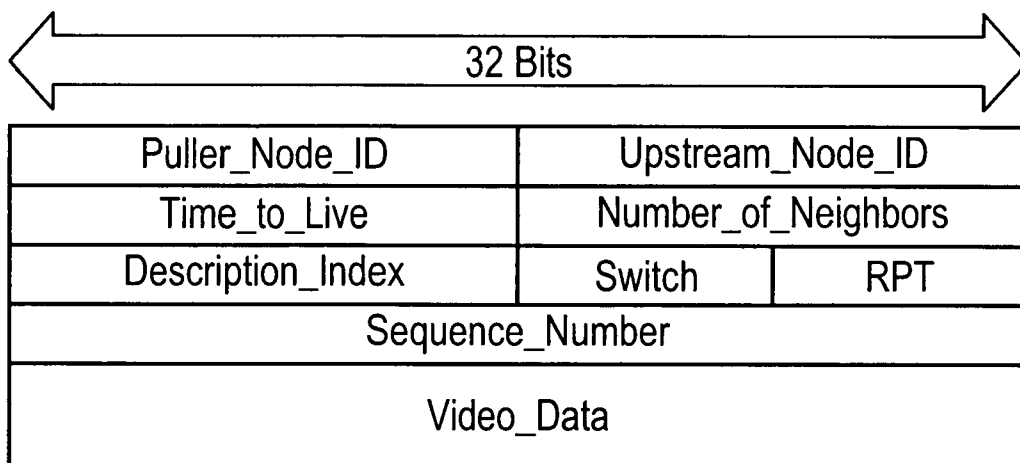 32 Bits
Puller_Node_ID Upstream_Node_ID
Time_to_Live Number_of_Neighbors
Description_Index Switch RPT
Sequence_Number
Video_Data